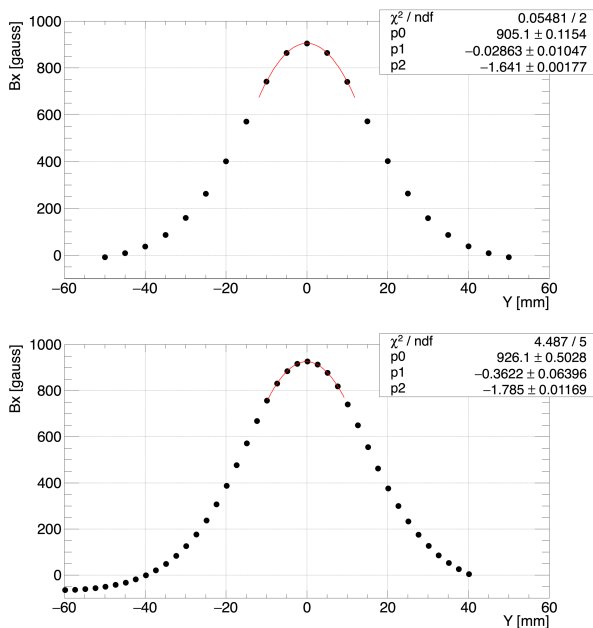 χ² / ndf 0.05481 / 2
p0 905.1 ± 0.1154
p1 −0.02863 ± 0.01047
p2 −1.641 ± 0.00177
Bx [gauss]
1000
800
600
400
200
0
−60 −40 −20 0 20 40 60
Y [mm]
χ² / ndf 4.487 / 5
p0 926.1 ± 0.5028
p1 −0.3622 ± 0.06396
p2 −1.785 ± 0.01169
Bx [gauss]
1000
800
600
400
200
0
−60 −40 −20 0 20 40 60
Y [mm]